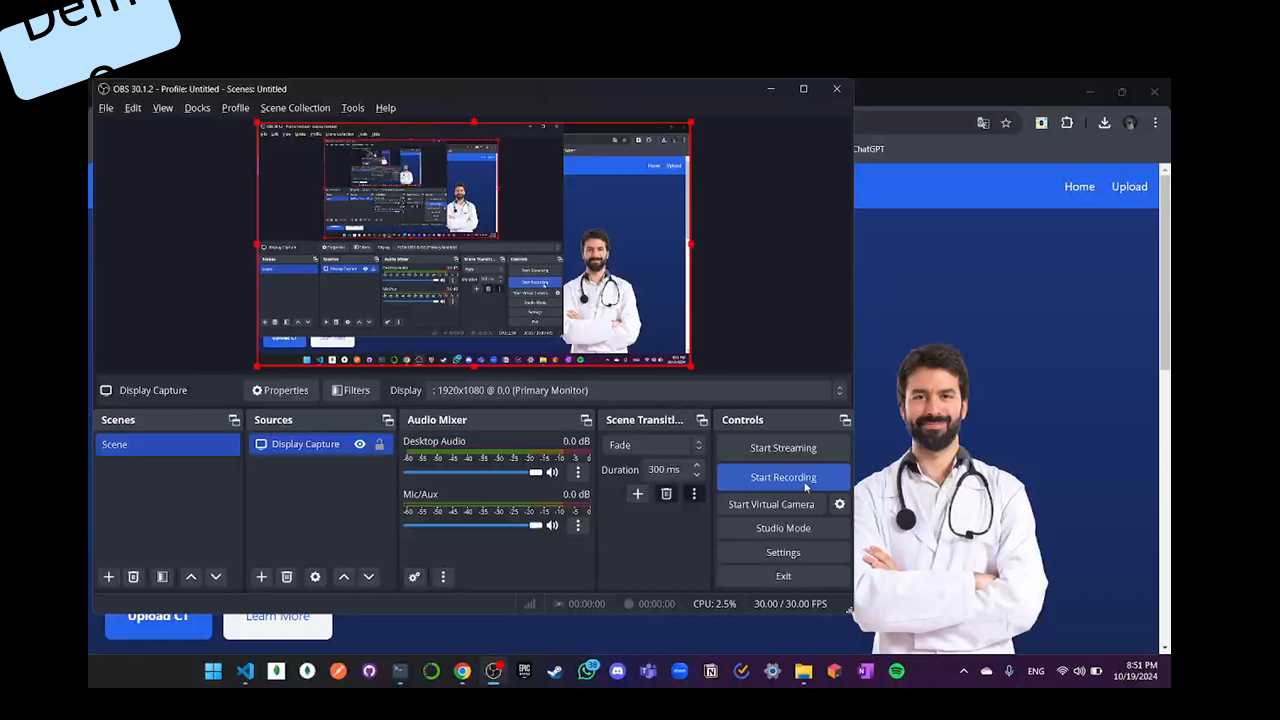 Dem
OBS 30.1.2 - Profile: Untitled - Scenes: Untitled
File Edit View Docks Profile Scene Collection Tools Help
ChatGPT
Home Upload
Display Capture Properties Filters Display : 1920x1080 @ 0,0 (Primary Monitor)
Scenes
Scene
Sources
Display Capture
Audio Mixer
Desktop Audio 0.0 dB
-60 -55 -50 -45 -40 -35 -30 -25 -20 -15 -10 -5 0
Mic/Aux 0.0 dB
-60 -55 -50 -45 -40 -35 -30 -25 -20 -15 -10 -5 0
Scene Transiti...
Fade
Duration 300 ms
Controls
Start Streaming
Start Recording
Start Virtual Camera
Studio Mode
Settings
Exit
00:00:00 00:00:00 CPU: 2.5% 30.00 / 30.00 FPS
Upload CT Learn More
38
EPIC
zoom
ENG
8:51 PM
10/19/2024